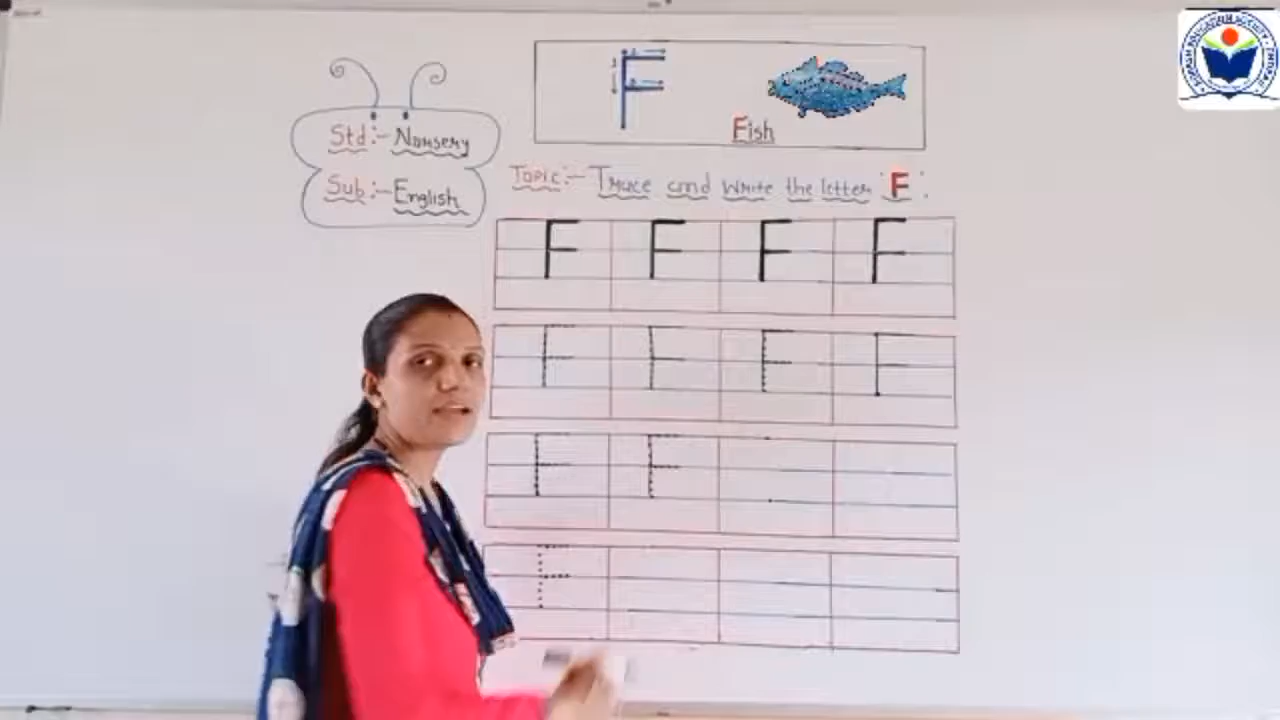 Std:- Nursery
Sub:- English
F
Fish
Topic:- Trace and Write the letter 'F'.
F F F F
F F F F
F F
F